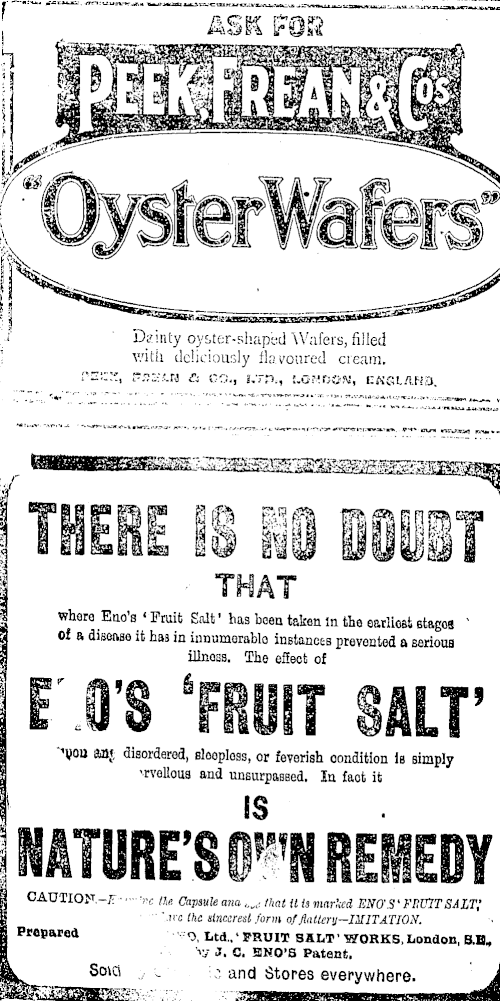 ASK FOR
PEEK, FREAN & Co's
"Oyster Wafers"
Dainty oyster-shaped Wafers, filled
with deliciously flavoured cream.
PEEK, FREAN & CO., LTD., LONDON, ENGLAND.
THERE IS NO DOUBT
THAT
where Eno's 'Fruit Salt' has been taken in the earliest stages
of a disease it has in innumerable instances prevented a serious
illness. The effect of
ENO'S 'FRUIT SALT'
upon any disordered, sleepless, or feverish condition is simply
unsurpassed. In fact it
IS
NATURE'S OWN REMEDY
CAUTION.— the Capsule and that it is marked ENO'S 'FRUIT SALT,'
the sincerest form of flattery—IMITATION.
Prepared Ltd., 'FRUIT SALT' WORKS, London, S.E.,
by J. C. ENO'S Patent.
Sold and Stores everywhere.